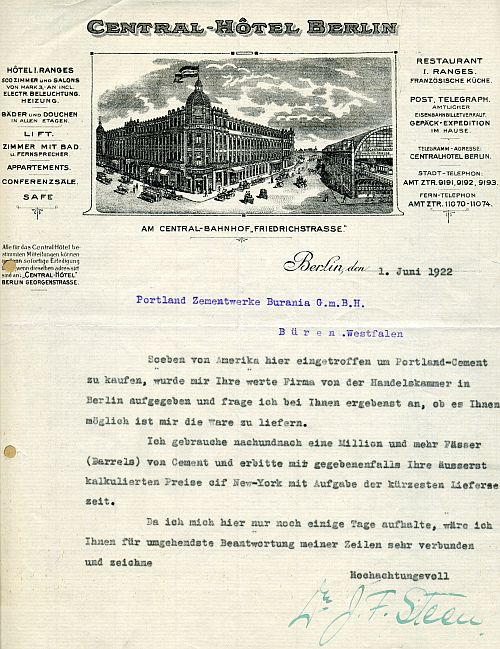 CENTRAL-HÔTEL BERLIN
HÔTEL I. RANGES
500 ZIMMER UND SALONS
VON MARK 3,- AN INCL.
ELECTR. BELEUCHTUNG.
HEIZUNG.
BÄDER UND DOUCHEN
IN ALLEN ETAGEN.
LIFT.
ZIMMER MIT BAD.
U. FERNSPRECHER.
APPARTEMENTS.
CONFERENZSÄLE.
SAFE
RESTAURANT
I. RANGES.
FRANZÖSISCHE KÜCHE.
POST, TELEGRAPH.
AMTLICHER
EISENBAHNBILLETVERKAUF.
GEPÄCK-EXPEDITION
IM HAUSE.
TELEGRAMM-ADRESSE:
CENTRALHOTEL BERLIN.
STADT-TELEPHON:
AMT ZTR. 9191, 9192, 9193.
FERN-TELEPHON
AMT ZTR. 11070-11074.
AM CENTRAL-BAHNHOF „FRIEDRICHSTRASSE."
Alle für das Central Hôtel be-
stimmten Mitteilungen können
sofortige Erledigung
wenn dieselben adressiert
sind an: „CENTRAL-HÔTEL"
BERLIN GEORGENSTRASSE.
Berlin, den 1. Juni 1922
Portland Zementwerke Burania G.m.B.H.
Büren .Westfalen
Soeben von Amerika hier eingetroffen um Portland-Cement
zu kaufen, wurde mir Ihre werte Firma von der Handelskammer in
Berlin aufgegeben und frage ich bei Ihnen ergebenst an, ob es Ihnen
möglich ist mir die Ware zu liefern.
Ich gebrauche nachundnach eine Million und mehr Fässer
(Barrels) von Cement und erbitte mir gegebenenfalls Ihre äusserst
kalkulierten Preise cif New-York mit Aufgabe der kürzesten Lieferse
zeit.
Da ich mich hier nur noch einige Tage aufhalte, wäre ich
Ihnen für umgehendste Beantwortung meiner Zeilen sehr verbunden
und zeichne
Hochachtungsvoll
J. F. Steen